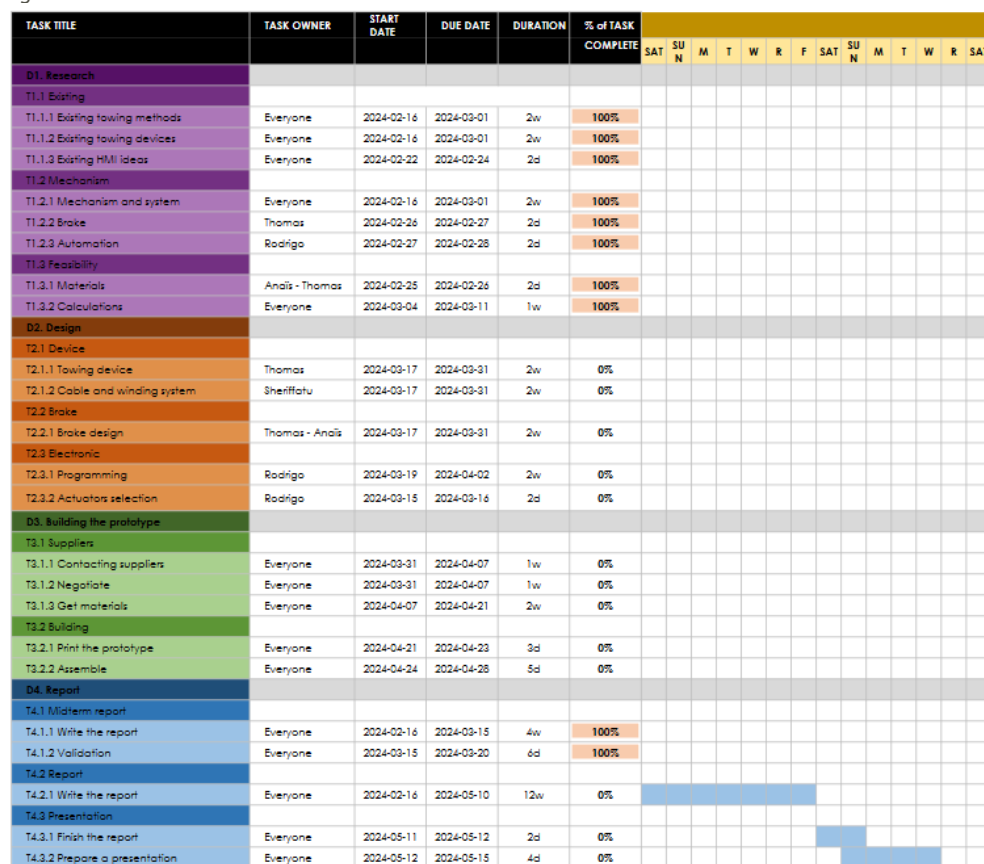 TASK TITLE TASK OWNER START DATE DUE DATE DURATION % of TASK COMPLETE
SAT SUN M T W R F SAT SUN M T W R SAT
D1. Research
T1.1 Existing
T1.1.1 Existing towing methods Everyone 2024-02-16 2024-03-01 2w 100%
T1.1.2 Existing towing devices Everyone 2024-02-16 2024-03-01 2w 100%
T1.1.3 Existing HMI ideas Everyone 2024-02-22 2024-02-24 2d 100%
T1.2 Mechanism
T1.2.1 Mechanism and system Everyone 2024-02-16 2024-03-01 2w 100%
T1.2.2 Brake Thomas 2024-02-26 2024-02-27 2d 100%
T1.2.3 Automation Rodrigo 2024-02-27 2024-02-28 2d 100%
T1.3 Feasibility
T1.3.1 Materials Anaïs - Thomas 2024-02-25 2024-02-26 2d 100%
T1.3.2 Calculations Everyone 2024-03-04 2024-03-11 1w 100%
D2. Design
T2.1 Device
T2.1.1 Towing device Thomas 2024-03-17 2024-03-31 2w 0%
T2.1.2 Cable and winding system Sheriffatu 2024-03-17 2024-03-31 2w 0%
T2.2 Brake
T2.2.1 Brake design Thomas - Anaïs 2024-03-17 2024-03-31 2w 0%
T2.3 Electronic
T2.3.1 Programming Rodrigo 2024-03-19 2024-04-02 2w 0%
T2.3.2 Actuators selection Rodrigo 2024-03-15 2024-03-16 2d 0%
D3. Building the prototype
T3.1 Suppliers
T3.1.1 Contacting suppliers Everyone 2024-03-31 2024-04-07 1w 0%
T3.1.2 Negotiate Everyone 2024-03-31 2024-04-07 1w 0%
T3.1.3 Get materials Everyone 2024-04-07 2024-04-21 2w 0%
T3.2 Building
T3.2.1 Print the prototype Everyone 2024-04-21 2024-04-23 3d 0%
T3.2.2 Assemble Everyone 2024-04-24 2024-04-28 5d 0%
D4. Report
T4.1 Midterm report
T4.1.1 Write the report Everyone 2024-02-16 2024-03-15 4w 100%
T4.1.2 Validation Everyone 2024-03-15 2024-03-20 6d 100%
T4.2 Report
T4.2.1 Write the report Everyone 2024-02-16 2024-05-10 12w 0%
T4.3 Presentation
T4.3.1 Finish the report Everyone 2024-05-11 2024-05-12 2d 0%
T4.3.2 Prepare a presentation Everyone 2024-05-12 2024-05-15 4d 0%